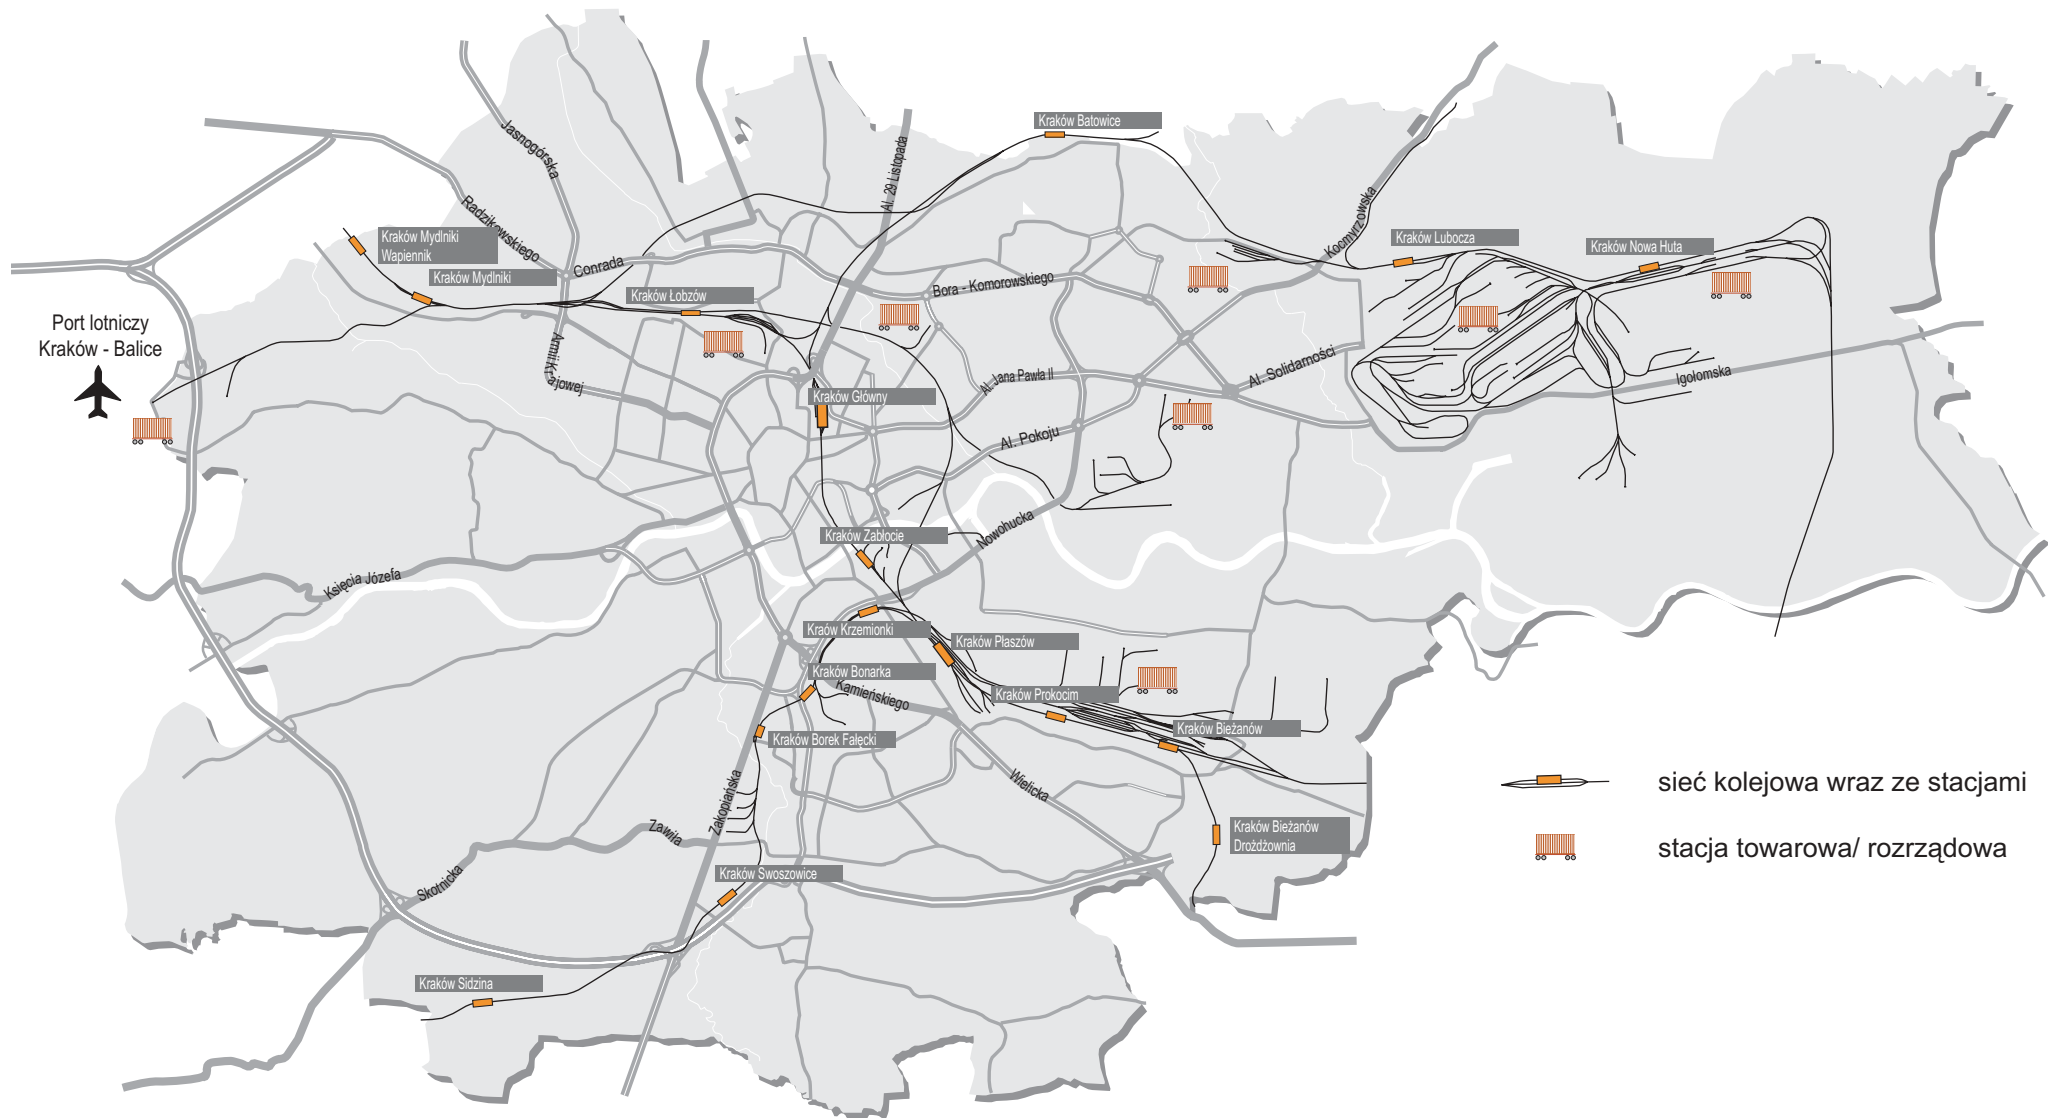 Kraków Batowice
Jasnogórska
Al. 29 Listopada
Radzikowskiego
Kocmyrzowska
Kraków Mydlniki
Wapiennik
Kraków Lubocza
Kraków Nowa Huta
Kraków Mydlniki
Conrada
Bora - Komorowskiego
Kraków Łobzów
Port lotniczy
Kraków - Balice
Armii Krajowej
Al. Solidarności
Al. Jana Pawła II
Igołomska
Kraków Główny
Al. Pokoju
Nowohucka
Kraków Zabłocie
Księcia Józefa
Kraów Krzemionki
Kraków Płaszów
Kraków Bonarka
Kamieńskiego
Kraków Prokocim
Kraków Bieżanów
Kraków Borek Fałęcki
Zakopiańska
Wielicka
sieć kolejowa wraz ze stacjami
Zawiła
Kraków Bieżanów
Drożdżownia
stacja towarowa/ rozrządowa
Skotnicka
Kraków Swoszowice
Kraków Sidzina